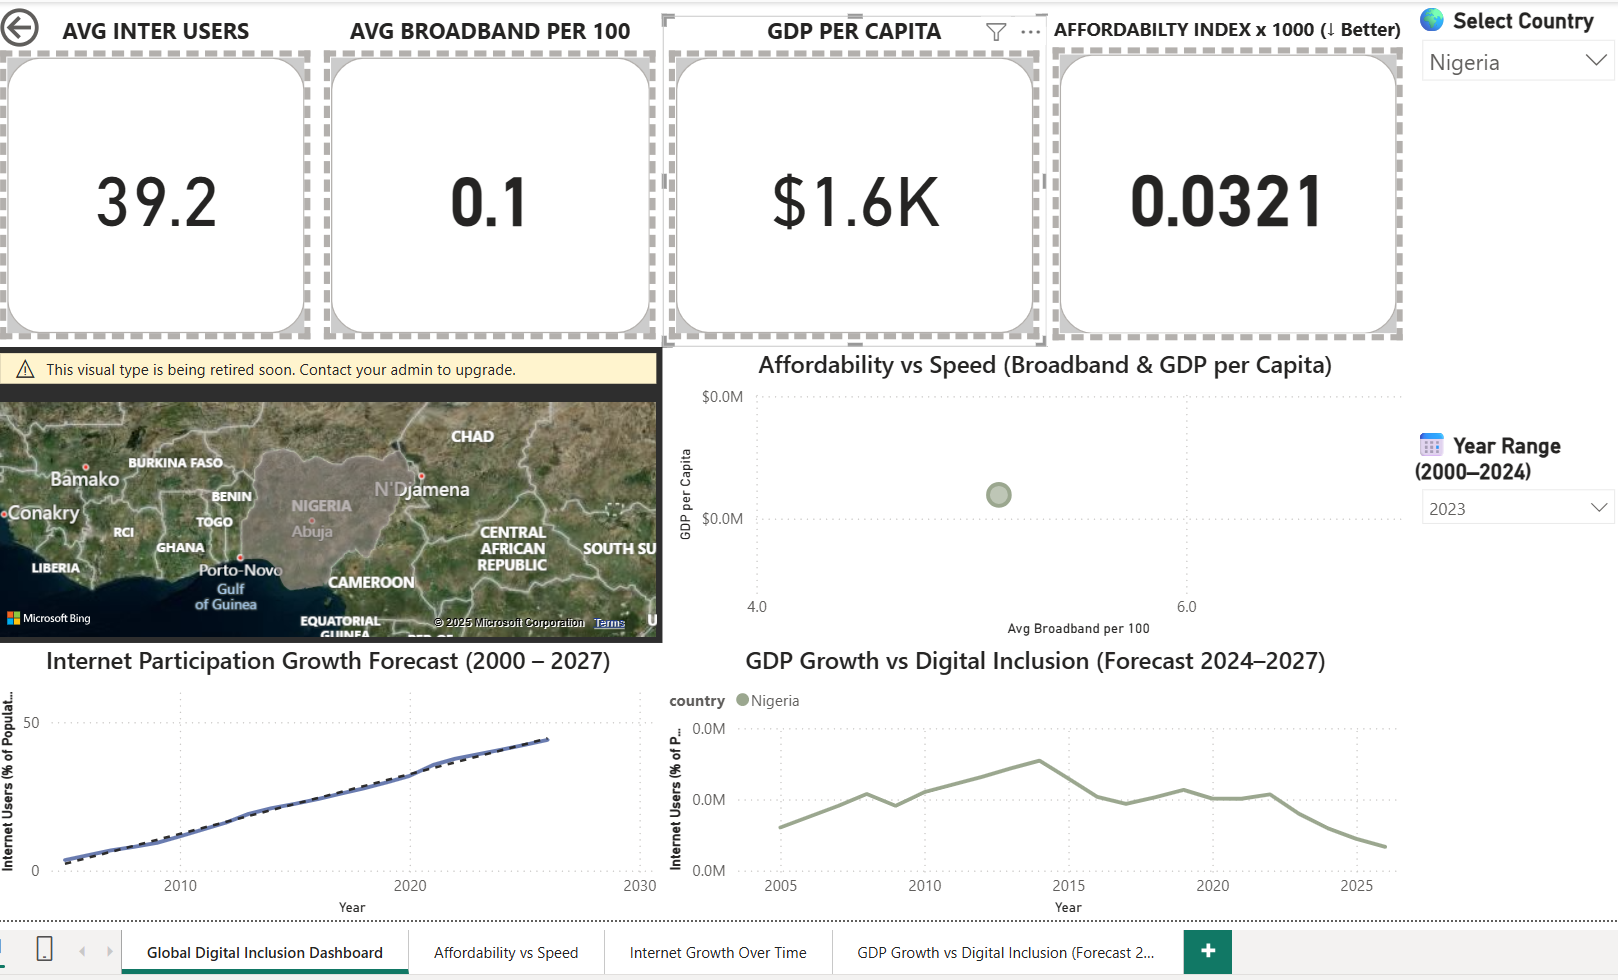 AVG INTER USERS
AVG BROADBAND PER 100
GDP PER CAPITA
AFFORDABILTY INDEX x 1000 (↓ Better)
39.2
0.1
$1.6K
0.0321
Select Country
Nigeria
This visual type is being retired soon. Contact your admin to upgrade.
CHAD
BURKINA FASO
Bamako
N'Djamena
BENIN
NIGERIA
Conakry
TOGO
Abuja
RCI
GHANA
CENTRAL
AFRICAN
REPUBLIC
SOUTH SU
LIBERIA
Porto-Novo
CAMEROON
Gulf
of Guinea
Microsoft Bing
EQUATORIAL
GUINEA
© 2025 Microsoft Corporation Terms
Affordability vs Speed (Broadband & GDP per Capita)
GDP per Capita
$0.0M
$0.0M
4.0
6.0
Avg Broadband per 100
Year Range
(2000–2024)
2023
Internet Participation Growth Forecast (2000 – 2027)
Internet Users (% of Populat...
50
0
2010
2020
2030
Year
GDP Growth vs Digital Inclusion (Forecast 2024–2027)
country Nigeria
Internet Users (% of P...
0.0M
0.0M
0.0M
2005
2010
2015
2020
2025
Year
Global Digital Inclusion Dashboard
Affordability vs Speed
Internet Growth Over Time
GDP Growth vs Digital Inclusion (Forecast 2...